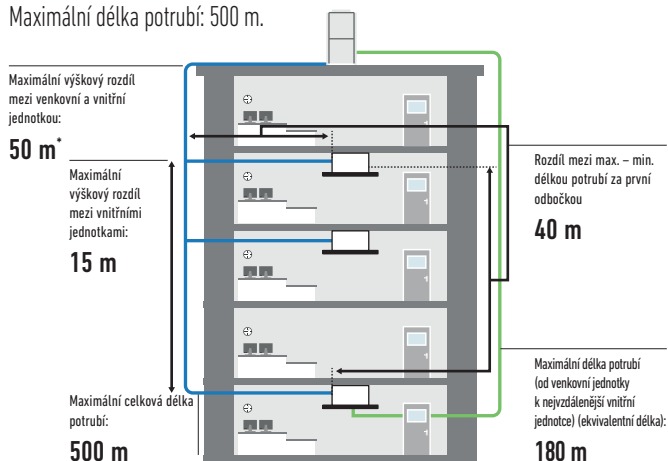 Maximální délka potrubí: 500 m.
Maximální výškový rozdíl
mezi venkovní a vnitřní
jednotkou:
50 m*
Maximální
výškový rozdíl
mezi vnitřními
jednotkami:
15 m
Maximální celková délka
potrubí:
500 m
Rozdíl mezi max. – min.
délkou potrubí za první
odbočkou
40 m
Maximální délka potrubí
(od venkovní jednotky
k nejvzdálenější vnitřní
jednotce) (ekvivalentní délka):
180 m